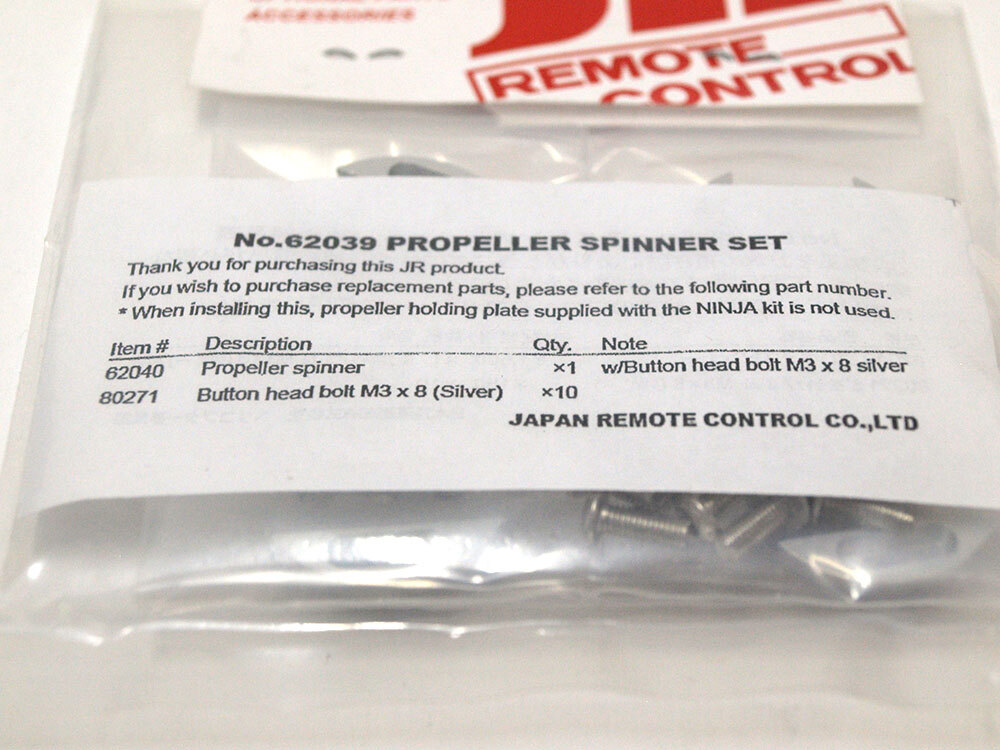 ACCESSORIES
REMOTE
CONTROL
No.62039 PROPELLER SPINNER SET
Thank you for purchasing this JR product.
If you wish to purchase replacement parts, please refer to the following part number.
* When installing this, propeller holding plate supplied with the NINJA kit is not used.
Item # Description Qty. Note
62040 Propeller spinner ×1 w/Button head bolt M3 x 8 silver
80271 Button head bolt M3 x 8 (Silver) ×10
JAPAN REMOTE CONTROL CO.,LTD